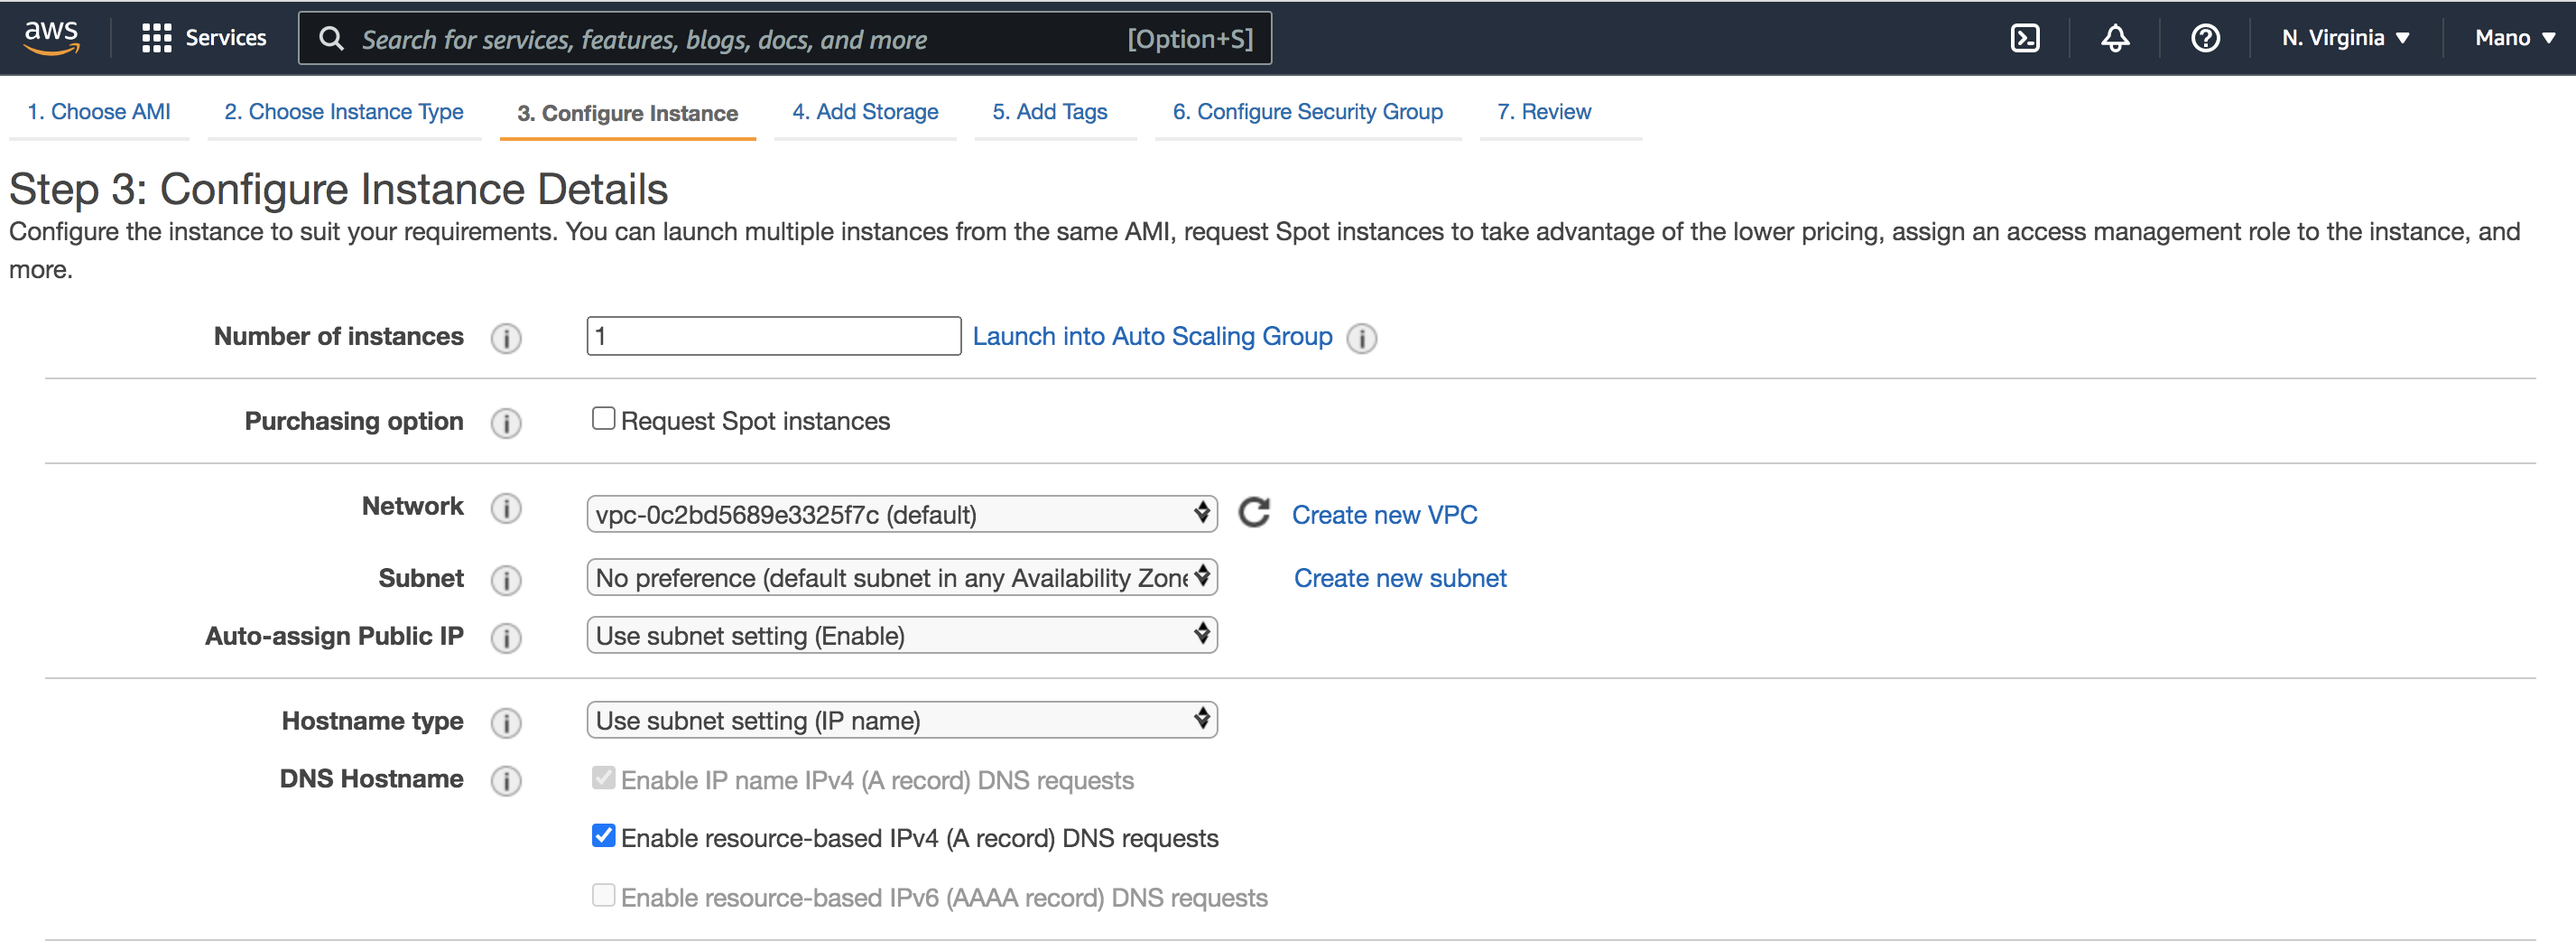 aws Services Search for services, features, blogs, docs, and more [Option+S] N. Virginia Mano
1. Choose AMI 2. Choose Instance Type 3. Configure Instance 4. Add Storage 5. Add Tags 6. Configure Security Group 7. Review
Step 3: Configure Instance Details
Configure the instance to suit your requirements. You can launch multiple instances from the same AMI, request Spot instances to take advantage of the lower pricing, assign an access management role to the instance, and
more.
Number of instances i 1 Launch into Auto Scaling Group i
Purchasing option i Request Spot instances
Network i vpc-0c2bd5689e3325f7c (default) Create new VPC
Subnet i No preference (default subnet in any Availability Zone Create new subnet
Auto-assign Public IP i Use subnet setting (Enable)
Hostname type i Use subnet setting (IP name)
DNS Hostname i Enable IP name IPv4 (A record) DNS requests
Enable resource-based IPv4 (A record) DNS requests
Enable resource-based IPv6 (AAAA record) DNS requests